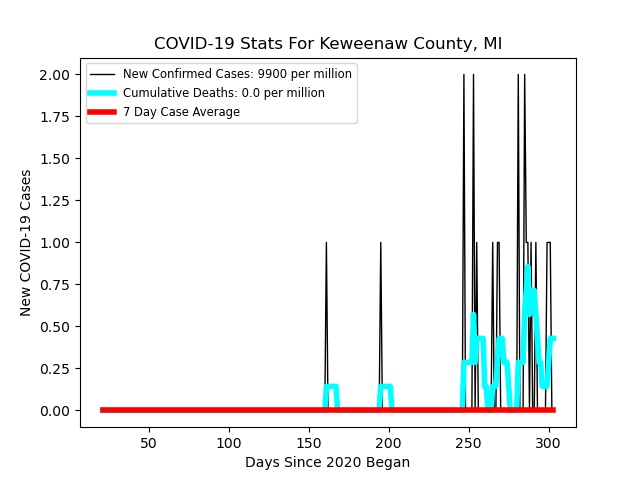 COVID-19 Stats For Keweenaw County, MI
New Confirmed Cases: 9900 per million
Cumulative Deaths: 0.0 per million
7 Day Case Average
2.00
1.75
1.50
1.25
1.00
0.75
0.50
0.25
0.00
New COVID-19 Cases
50 100 150 200 250 300
Days Since 2020 Began